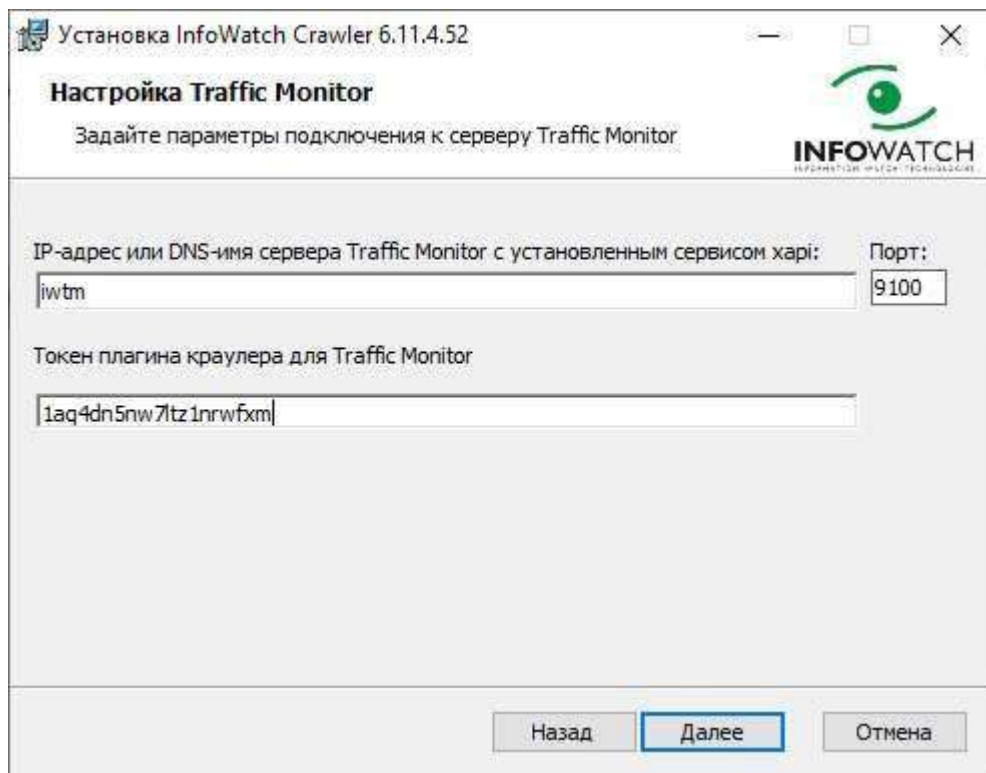 Установка InfoWatch Crawler 6.11.4.52
Настройка Traffic Monitor
Задайте параметры подключения к серверу Traffic Monitor
INFOWATCH
IP-адрес или DNS-имя сервера Traffic Monitor с установленным сервисом xapi: Порт:
iwtm 9100
Токен плагина краулера для Traffic Monitor
1aq4dn5nw7ltz1nrwfxm
Назад Далее Отмена